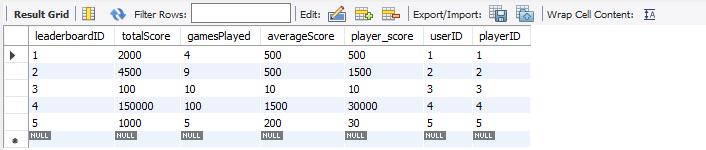 Result Grid Filter Rows: Edit: Export/Import: Wrap Cell Content: IA
leaderboardID totalScore gamesPlayed averageScore player_score userID playerID
1 2000 4 500 500 1 1
2 4500 9 500 1500 2 2
3 100 10 10 10 3 3
4 150000 100 1500 30000 4 4
5 1000 5 200 30 5 5
NULL NULL NULL NULL NULL NULL NULL